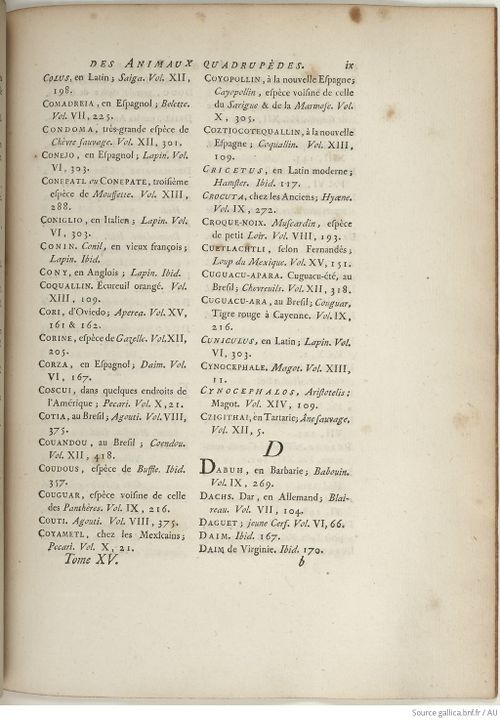 DES ANIMAUX QUADRUPÈDES. ix
COLUS, en Latin; Saiga. Vol. XII,
198.
COMADREIA, en Espagnol; Belette.
Vol. VII, 225.
CONDOMA, très-grande espèce de
Chèvre sauvage. Vol. XII, 301.
CONEJO, en Espagnol; Lapin. Vol.
VI, 303.
CONEPATL ou CONEPATE, troisième
espèce de Mouffette. Vol. XIII,
288.
CONIGLIO, en Italien; Lapin. Vol.
VI, 303.
CONIN. Conil, en vieux françois;
Lapin. Ibid.
CONY, en Anglois; Lapin. Ibid.
COQUALLIN. Écureuil orangé. Vol.
XIII, 109.
CORI, d'Oviedo; Aperea. Vol. XV,
161 & 162.
CORINE, espèce de Gazelle. Vol. XII,
205.
CORZA, en Espagnol; Daim. Vol.
VI, 167.
COSCUI, dans quelques endroits de
l'Amérique; Pecari. Vol. X, 21.
COTIA, au Bresil; Agouti. Vol. VIII,
375.
COUANDOU, au Bresil; Coendou.
Vol. XII, 418.
COUDOUS, espèce de Buffle. Ibid.
357.
COUGUAR, espèce voisine de celle
des Panthères. Vol. IX, 216.
COUTI. Agouti. Vol. VIII, 375.
COYAMETL, chez les Mexicains;
Pecari. Vol. X, 21.
Tome XV.
COYOPOLLIN, à la nouvelle Espagne;
Cayopollin, espèce voisine de celle
du Sarigue & de la Marmose. Vol.
X, 305.
COZTIOCOTEQUALLIN, à la nouvelle
Espagne; Coquallin. Vol. XIII,
109.
CRICETUS, en Latin moderne;
Hamster. Ibid. 117.
CROCUTA, chez les Anciens; Hyæne.
Vol. IX, 272.
CROQUE-NOIX. Muscardin, espèce
de petit Loir. Vol. VIII, 193.
CUETLACHTLI, selon Fernandès;
Loup du Mexique. Vol. XV, 151.
CUGUACU-APARA. Cuguacu-été, au
Bresil; Chevreuils. Vol. XII, 318.
CUGUACU-ARA, au Bresil; Couguar,
Tigre rouge à Cayenne. Vol. IX,
216.
CUNICULUS, en Latin; Lapin. Vol.
VI, 303.
CYNOCEPHALE. Magot. Vol. XIII,
11.
CYNOCEPHALOS, Aristotelis:
Magot. Vol. XIV, 109.
CZIGITHAI, en Tartarie; Âne sauvage.
Vol. XII, 5.
D
DABUH, en Barbarie; Babouin.
Vol. IX, 269.
DACHS. Dar, en Allemand; Blai-
reau. Vol. VII, 104.
DAGUET; jeune Cerf. Vol. VI, 66.
DAIM. Ibid. 167.
DAIM de Virginie. Ibid. 170.
b
Source gallica.bnf.fr / AU